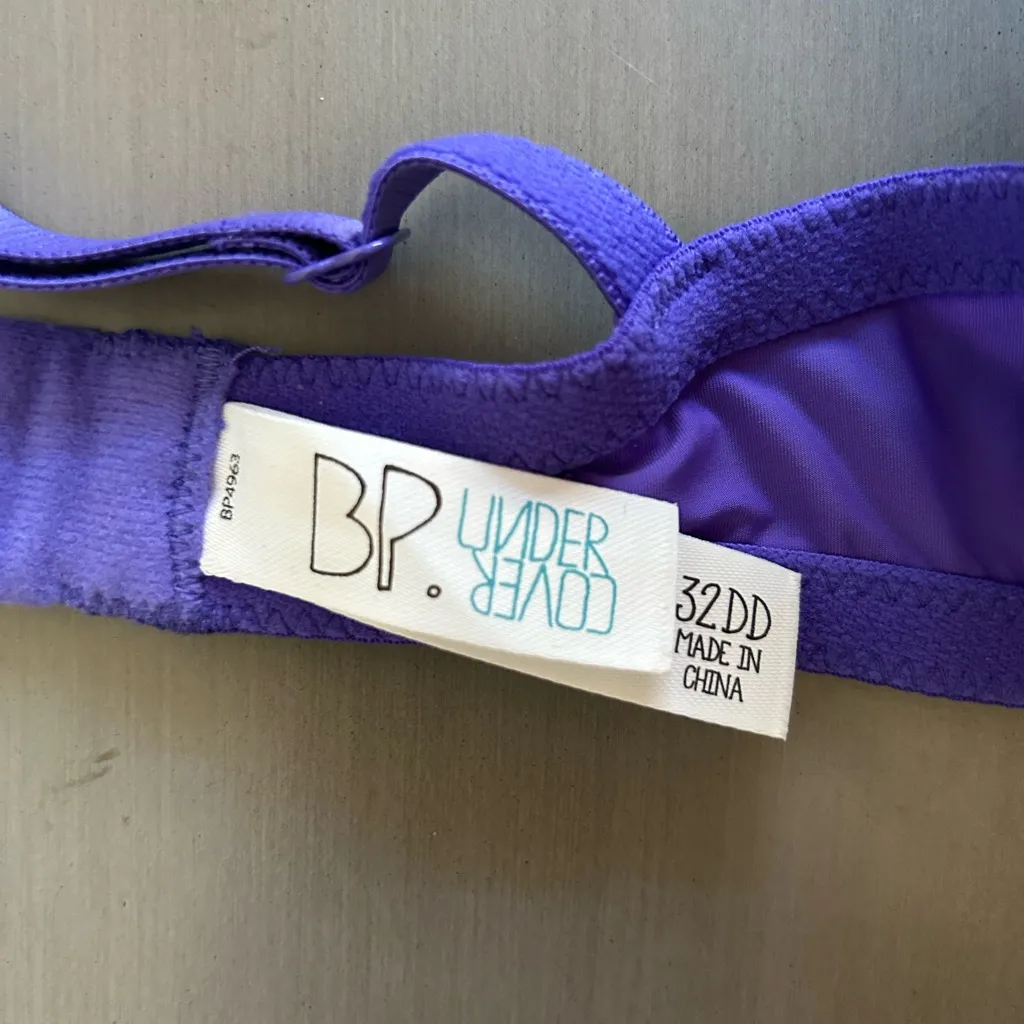 BP4963
BP.
UNDER
COVER
32DD
MADE IN
CHINA